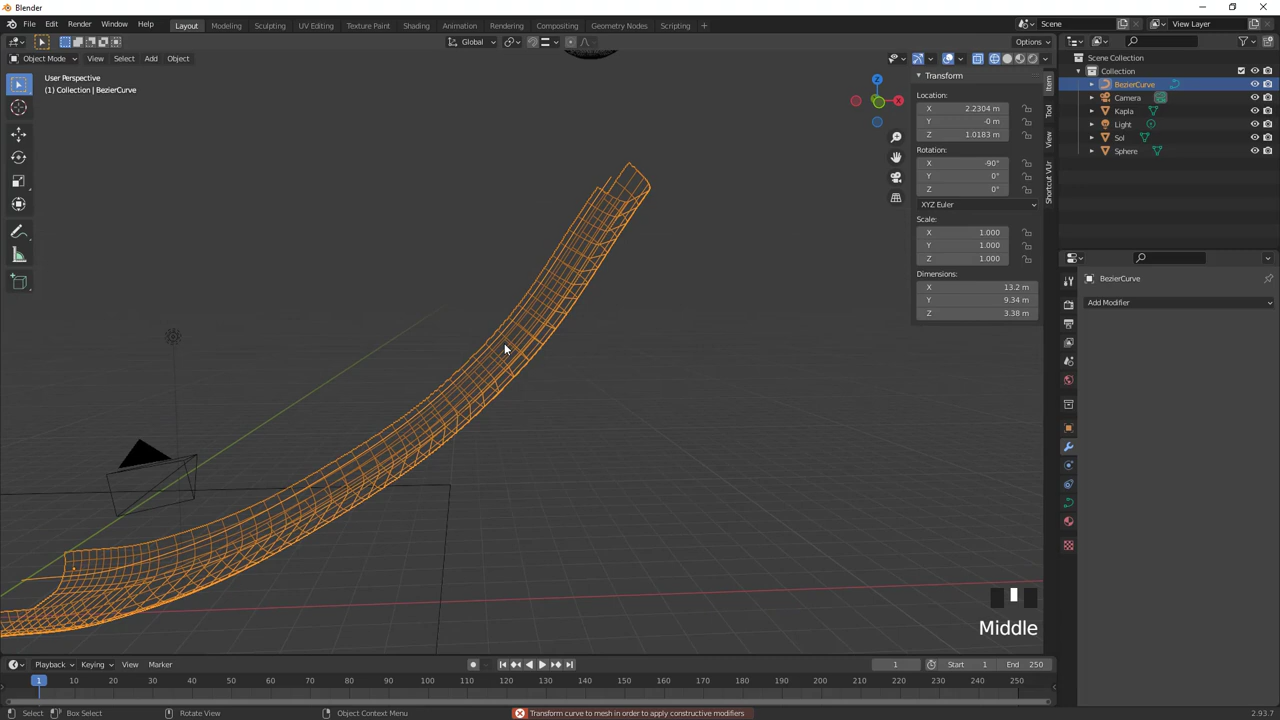 Blender
File Edit Render Window Help
Layout Modeling Sculpting UV Editing Texture Paint Shading Animation Rendering Compositing Geometry Nodes Scripting +
Scene
View Layer
Global
Options
Object Mode View Select Add Object
User Perspective
(1) Collection | BezierCurve
Z
X
Transform
Location:
X 2.2304 m
Y -0 m
Z 1.0183 m
Rotation:
X -90°
Y 0°
Z 0°
XYZ Euler
Scale:
X 1.000
Y 1.000
Z 1.000
Dimensions:
X 13.2 m
Y 9.34 m
Z 3.38 m
Item
Tool
View
Shortcut VUr
Scene Collection
Collection
BezierCurve
Camera
Kapla
Light
Sol
Sphere
BezierCurve
Add Modifier
Middle
Playback Keying View Marker
1
Start 1
End 250
1 10 20 30 40 50 60 70 80 90 100 110 120 130 140 150 160 170 180 190 200 210 220 230 240 250
Select Box Select Rotate View Object Context Menu
Transform curve to mesh in order to apply constructive modifiers
2.93.7